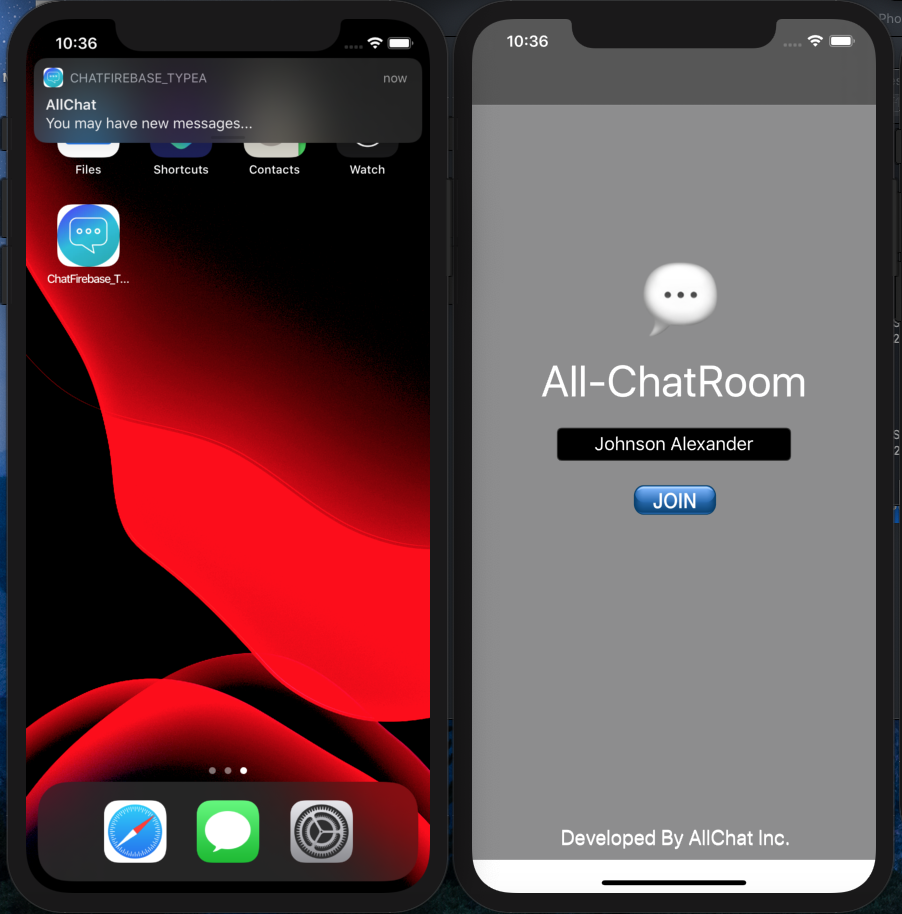 Pho
10:36
CHATFIREBASE_TYPEA
now
AllChat
You may have new messages...
Files
Shortcuts
Contacts
Watch
ChatFirebase_T...
10:36
All-ChatRoom
Johnson Alexander
JOIN
Developed By AllChat Inc.